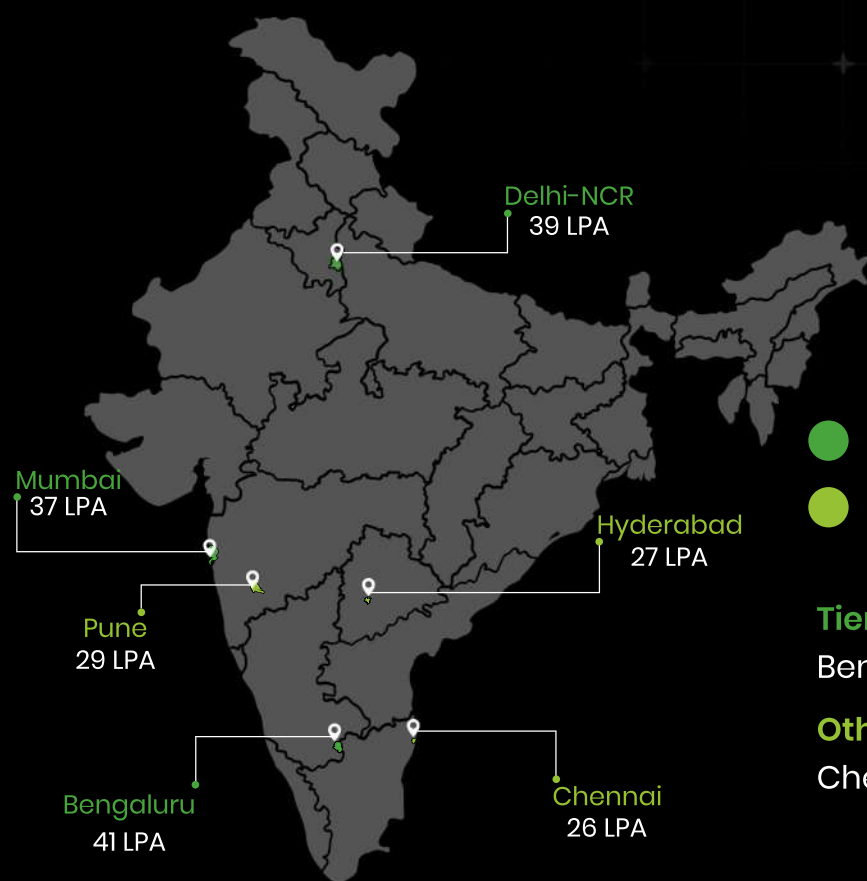 Delhi-NCR
39 LPA
Mumbai
37 LPA
Hyderabad
27 LPA
Pune
29 LPA
Bengaluru
41 LPA
Chennai
26 LPA